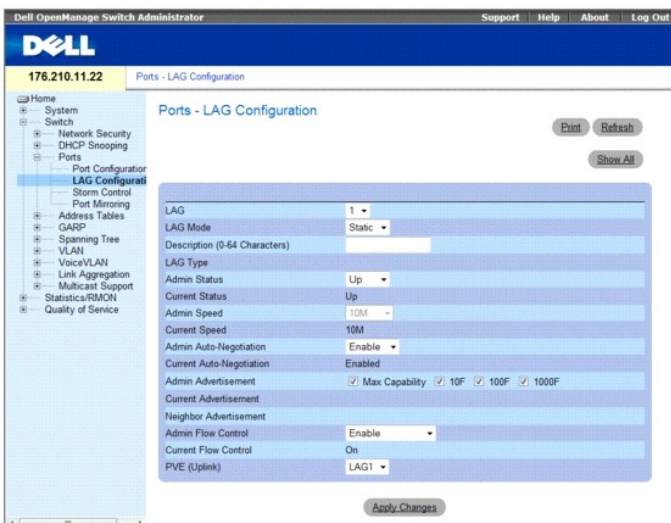 Dell OpenManage Switch Administrator Support Help About Log Out
DELL
176.210.11.22 Ports - LAG Configuration
Home
System
Switch
Network Security
DHCP Snooping
Ports
Port Configuration
LAG Configurati
Storm Control
Port Mirroring
Address Tables
GARP
Spanning Tree
VLAN
VoiceVLAN
Link Aggregation
Multicast Support
Statistics/RMON
Quality of Service
Ports - LAG Configuration
Print Refresh
Show All
LAG 1
LAG Mode Static
Description (0-64 Characters)
LAG Type
Admin Status Up
Current Status Up
Admin Speed 10M
Current Speed 10M
Admin Auto-Negotiation Enable
Current Auto-Negotiation Enabled
Admin Advertisement Max Capability 10F 100F 1000F
Current Advertisement
Neighbor Advertisement
Admin Flow Control Enable
Current Flow Control On
PVE (Uplink) LAG1
Apply Changes